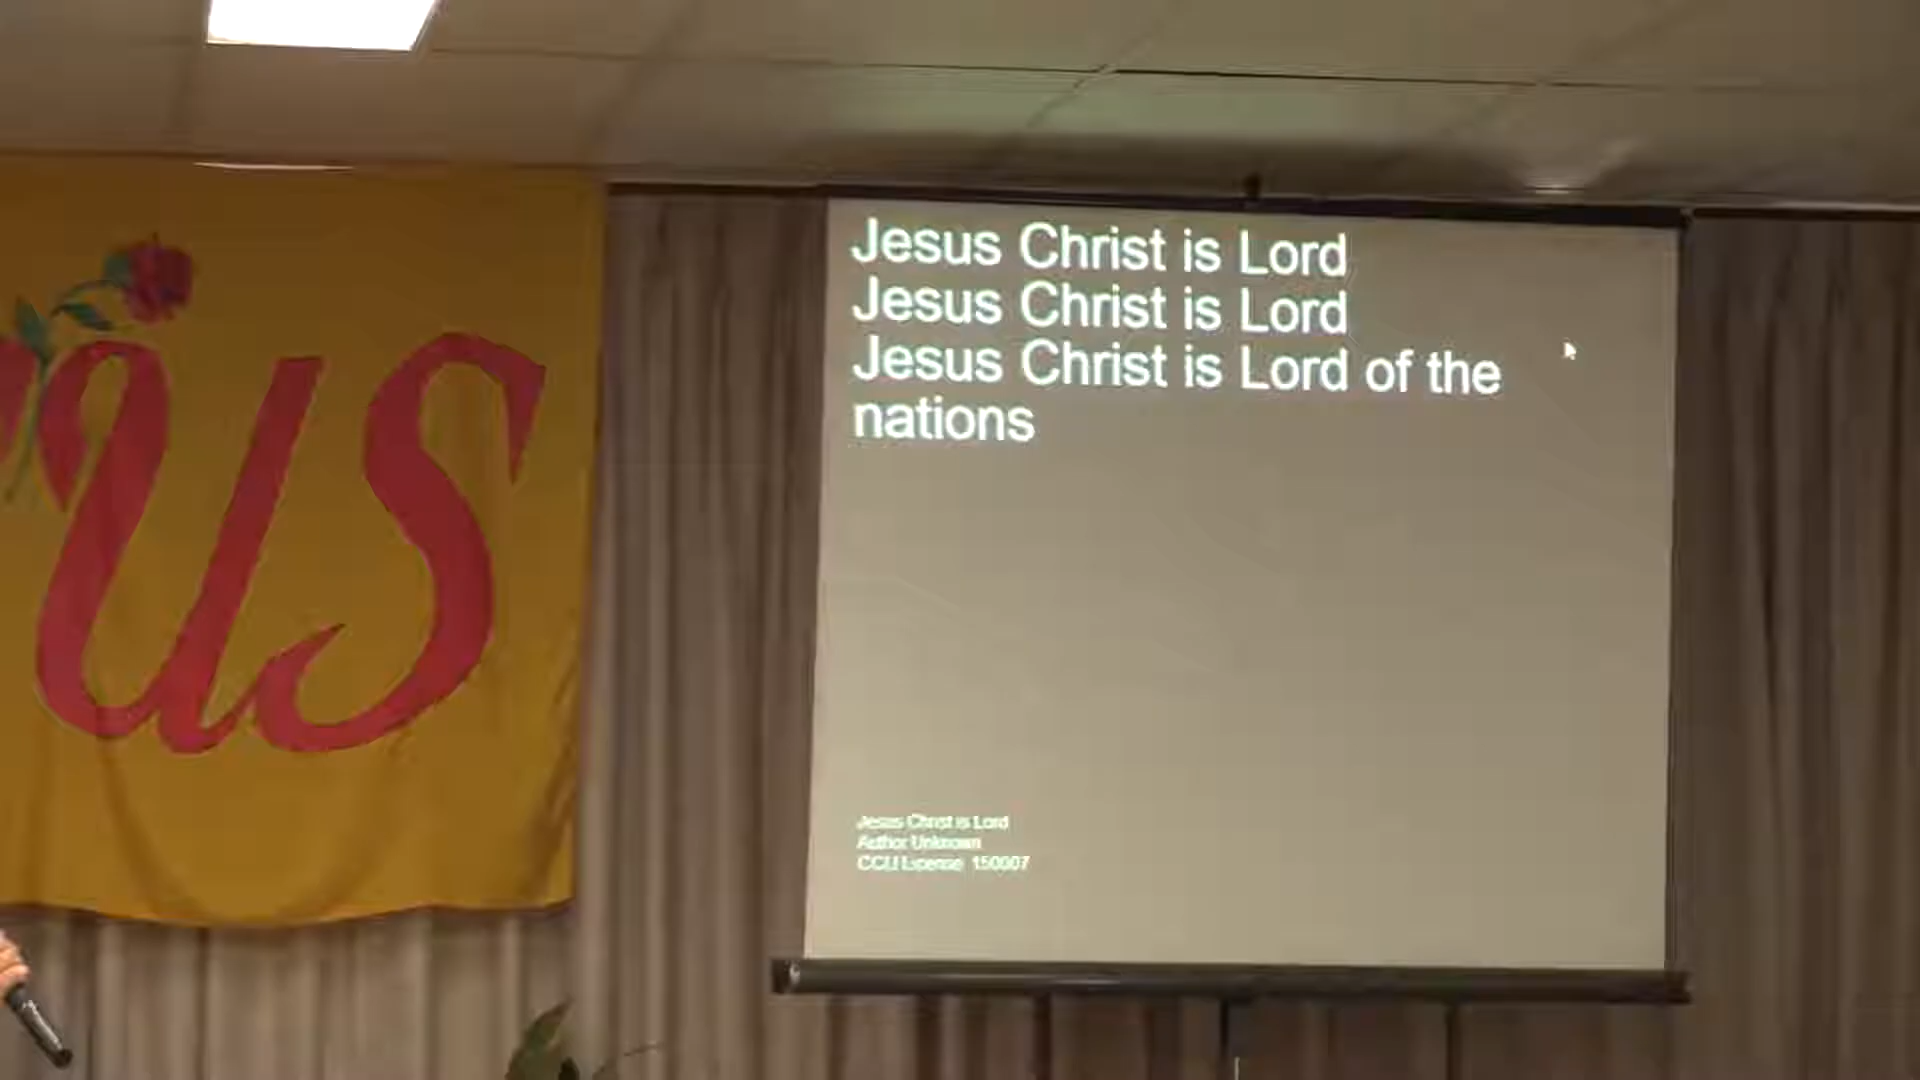 us
Jesus Christ is Lord
Jesus Christ is Lord
Jesus Christ is Lord of the
nations
Jesus Christ is Lord
Author Unknown
CCLI License 150007